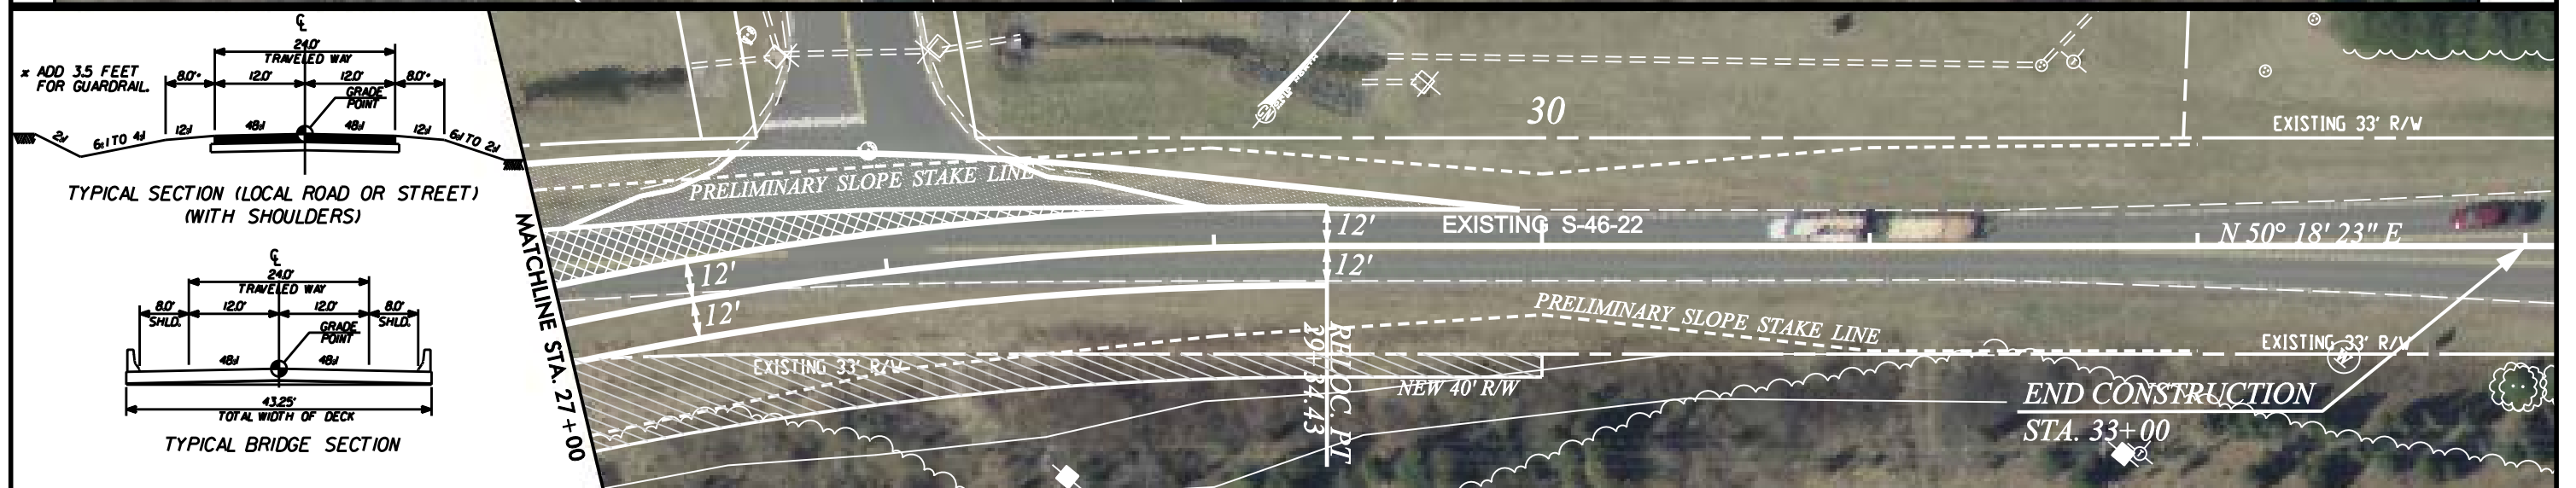 ℄
24.0'
TRAVELED WAY
x ADD 3.5 FEET
FOR GUARDRAIL.
8.0'* 12.0' 12.0' 8.0'*
GRADE
POINT
2:1 6:1 TO 4:1 12:1 48:1 48:1 12:1 6:1 TO 2:1
TYPICAL SECTION (LOCAL ROAD OR STREET)
(WITH SHOULDERS)
℄
24.0'
TRAVELED WAY
8.0' 12.0' 12.0' 8.0'
SHLD. SHLD.
GRADE
POINT
48:1 48:1
43.25'
TOTAL WIDTH OF DECK
TYPICAL BRIDGE SECTION
MATCHLINE STA. 27+00
30
EXISTING 33' R/W
PRELIMINARY SLOPE STAKE LINE
12'
EXISTING S-46-22
N 50° 18' 23" E
12'
12'
12'
PRELIMINARY SLOPE STAKE LINE
RELOC. PT
29+34.43
EXISTING 33' R/W
EXISTING 33' R/W
NEW 40' R/W
END CONSTRUCTION
STA. 33+00